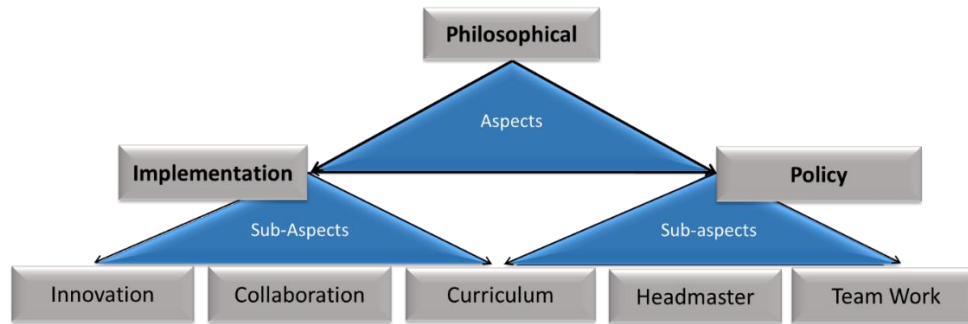 Philosophical
Aspects
Implementation
Policy
Sub-Aspects
Sub-aspects
Innovation
Collaboration
Curriculum
Headmaster
Team Work